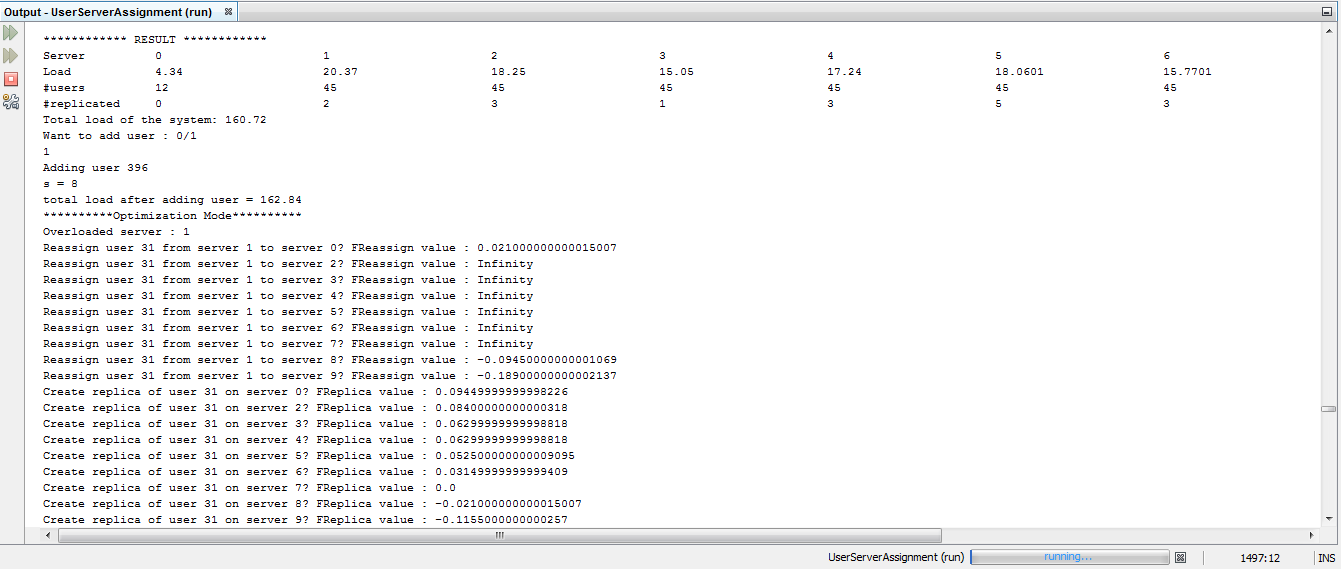 Output - UserServerAssignment (run)
************ RESULT ************
Server 0 1 2 3 4 5 6
Load 4.34 20.37 18.25 15.05 17.24 18.0601 15.7701
#users 12 45 45 45 45 45 45
#replicated 0 2 3 1 3 5 3
Total load of the system: 160.72
Want to add user : 0/1
1
Adding user 396
s = 8
total load after adding user = 162.84
**********Optimization Mode**********
Overloaded server : 1
Reassign user 31 from server 1 to server 0? FReassign value : 0.021000000000015007
Reassign user 31 from server 1 to server 2? FReassign value : Infinity
Reassign user 31 from server 1 to server 3? FReassign value : Infinity
Reassign user 31 from server 1 to server 4? FReassign value : Infinity
Reassign user 31 from server 1 to server 5? FReassign value : Infinity
Reassign user 31 from server 1 to server 6? FReassign value : Infinity
Reassign user 31 from server 1 to server 7? FReassign value : Infinity
Reassign user 31 from server 1 to server 8? FReassign value : -0.09450000000001069
Reassign user 31 from server 1 to server 9? FReassign value : -0.18900000000002137
Create replica of user 31 on server 0? FReplica value : 0.09449999999998226
Create replica of user 31 on server 2? FReplica value : 0.08400000000000318
Create replica of user 31 on server 3? FReplica value : 0.06299999999998818
Create replica of user 31 on server 4? FReplica value : 0.06299999999998818
Create replica of user 31 on server 5? FReplica value : 0.052500000000009095
Create replica of user 31 on server 6? FReplica value : 0.03149999999999409
Create replica of user 31 on server 7? FReplica value : 0.0
Create replica of user 31 on server 8? FReplica value : -0.021000000000015007
Create replica of user 31 on server 9? FReplica value : -0.1155000000000257
UserServerAssignment (run) running... 1497:12 INS